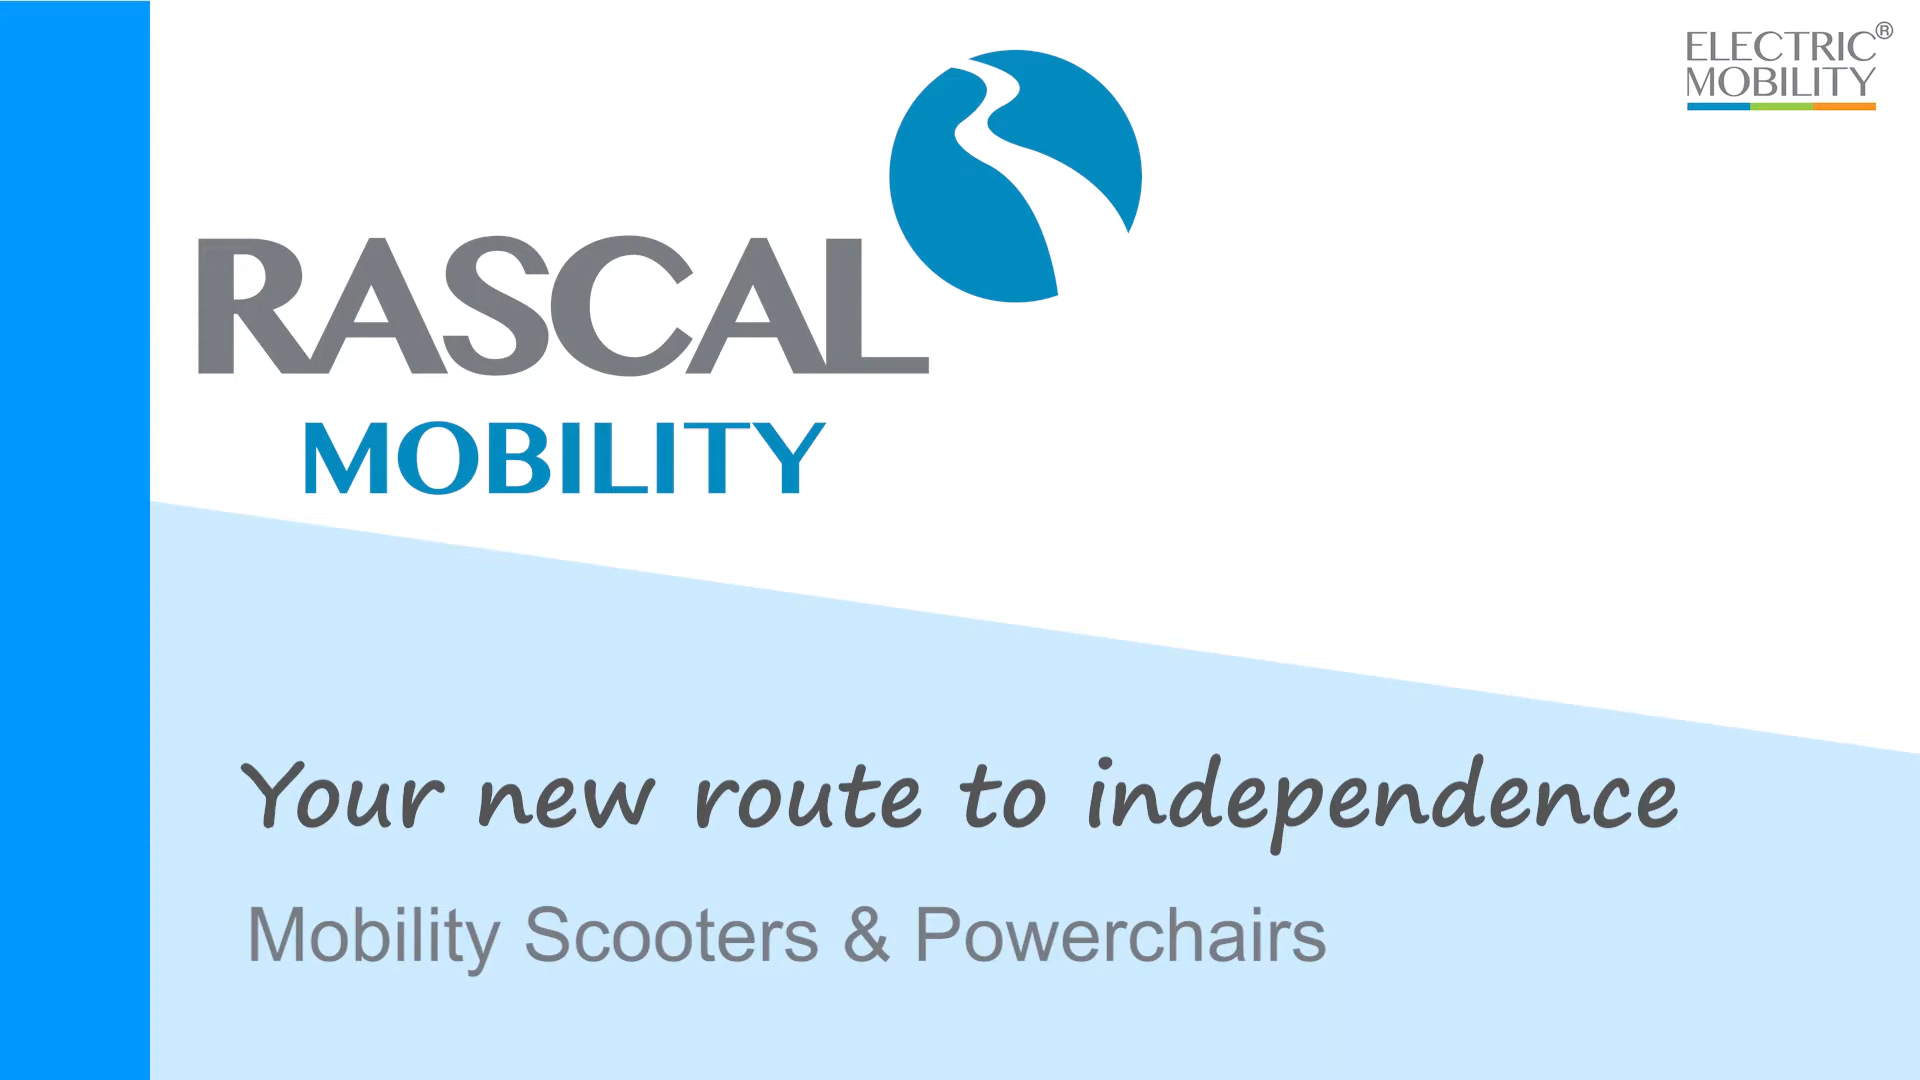 ELECTRIC®
MOBILITY
RASCAL
MOBILITY
Your new route to independence
Mobility Scooters & Powerchairs